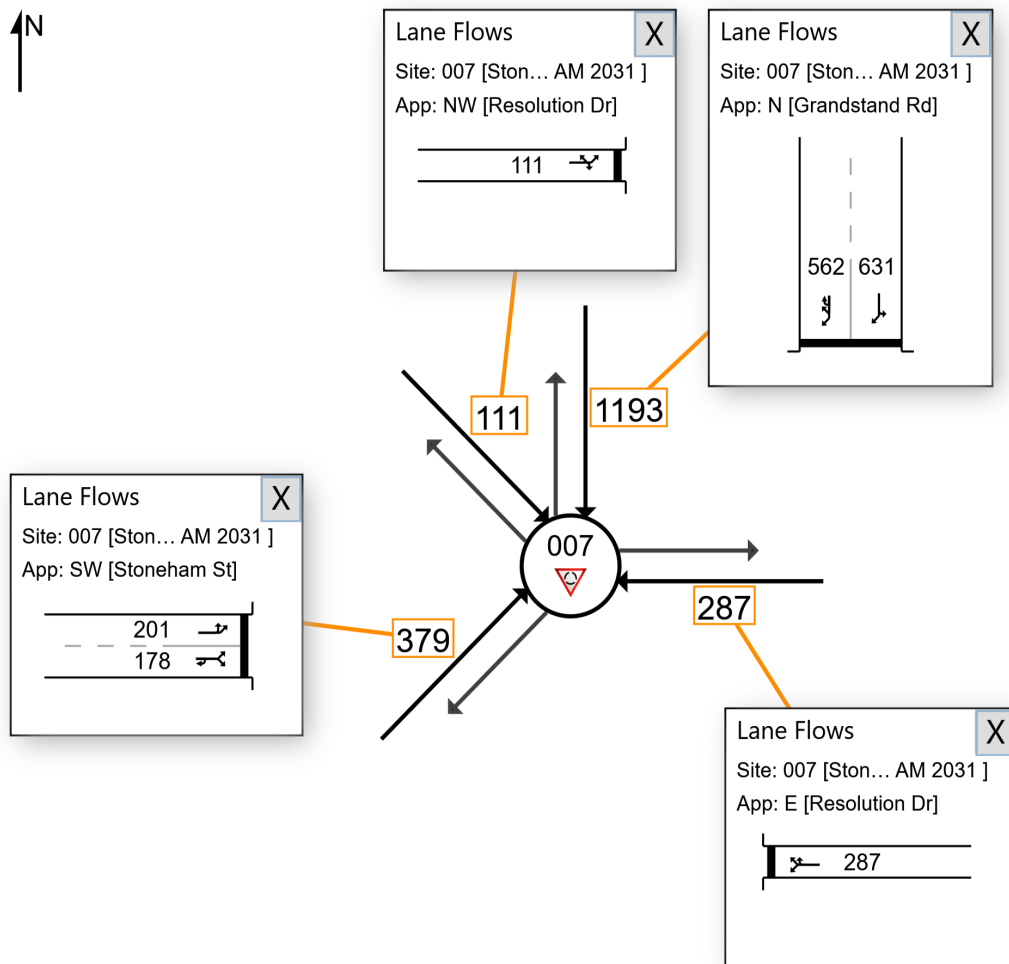 N
Lane Flows
X
Site: 007 [Ston... AM 2031 ]
App: NW [Resolution Dr]
111
Lane Flows
X
Site: 007 [Ston... AM 2031 ]
App: N [Grandstand Rd]
562 631
111
1193
Lane Flows
X
Site: 007 [Ston... AM 2031 ]
App: SW [Stoneham St]
201
178
379
007
287
Lane Flows
X
Site: 007 [Ston... AM 2031 ]
App: E [Resolution Dr]
287